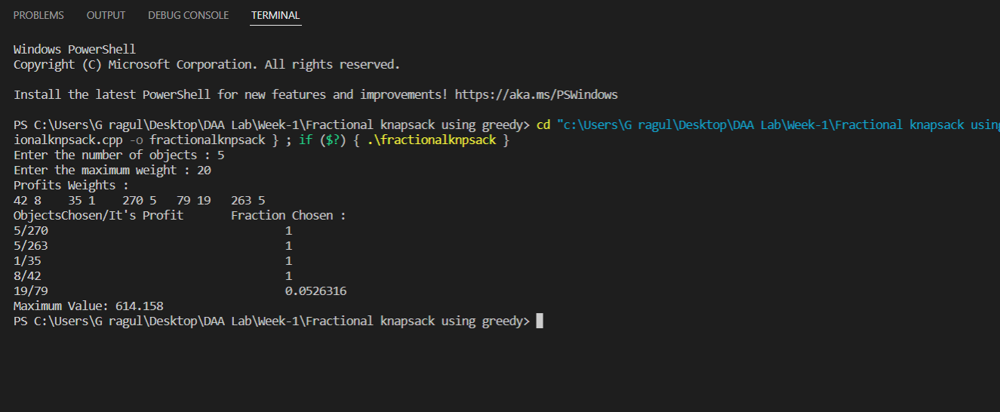 PROBLEMS OUTPUT DEBUG CONSOLE TERMINAL
Windows PowerShell
Copyright (C) Microsoft Corporation. All rights reserved.
Install the latest PowerShell for new features and improvements! https://aka.ms/PSWindows
PS C:\Users\G ragul\Desktop\DAA Lab\Week-1\Fractional knapsack using greedy> cd "c:\Users\G ragul\Desktop\DAA Lab\Week-1\Fractional knapsack using
ionalknpsack.cpp -o fractionalknpsack } ; if ($?) { .\fractionalknpsack }
Enter the number of objects : 5
Enter the maximum weight : 20
Profits Weights :
42 8 35 1 270 5 79 19 263 5
ObjectsChosen/It's Profit Fraction Chosen :
5/270 1
5/263 1
1/35 1
8/42 1
19/79 0.0526316
Maximum Value: 614.158
PS C:\Users\G ragul\Desktop\DAA Lab\Week-1\Fractional knapsack using greedy>